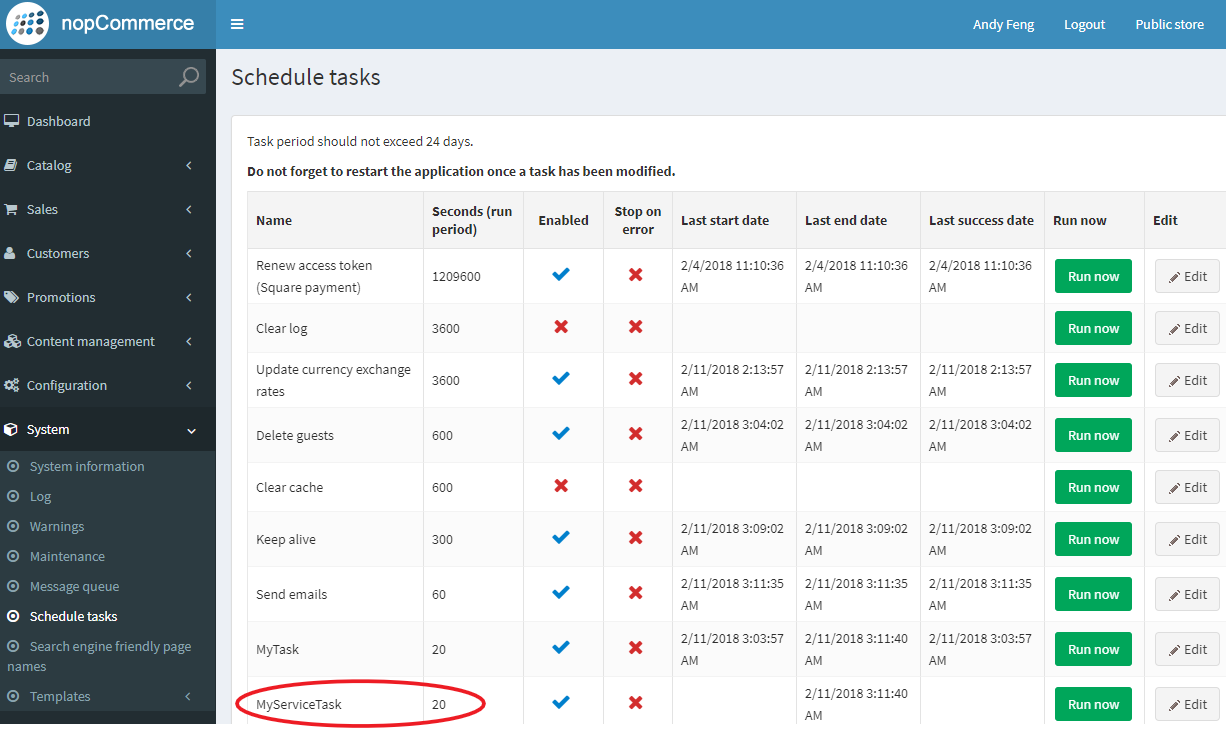 nopCommerce
Andy Feng Logout Public store
Search
Dashboard
Catalog
Sales
Customers
Promotions
Content management
Configuration
System
System information
Log
Warnings
Maintenance
Message queue
Schedule tasks
Search engine friendly page
names
Templates
Schedule tasks
Task period should not exceed 24 days.
Do not forget to restart the application once a task has been modified.
Name Seconds (run period) Enabled Stop on error Last start date Last end date Last success date Run now Edit
Renew access token (Square payment) 1209600 2/4/2018 11:10:36 AM 2/4/2018 11:10:36 AM 2/4/2018 11:10:36 AM Run now Edit
Clear log 3600 Run now Edit
Update currency exchange rates 3600 2/11/2018 2:13:57 AM 2/11/2018 2:13:57 AM 2/11/2018 2:13:57 AM Run now Edit
Delete guests 600 2/11/2018 3:04:02 AM 2/11/2018 3:04:02 AM 2/11/2018 3:04:02 AM Run now Edit
Clear cache 600 Run now Edit
Keep alive 300 2/11/2018 3:09:02 AM 2/11/2018 3:09:02 AM 2/11/2018 3:09:02 AM Run now Edit
Send emails 60 2/11/2018 3:11:35 AM 2/11/2018 3:11:35 AM 2/11/2018 3:11:35 AM Run now Edit
MyTask 20 2/11/2018 3:03:57 AM 2/11/2018 3:11:40 AM 2/11/2018 3:03:57 AM Run now Edit
MyServiceTask 20 2/11/2018 3:11:40 AM Run now Edit